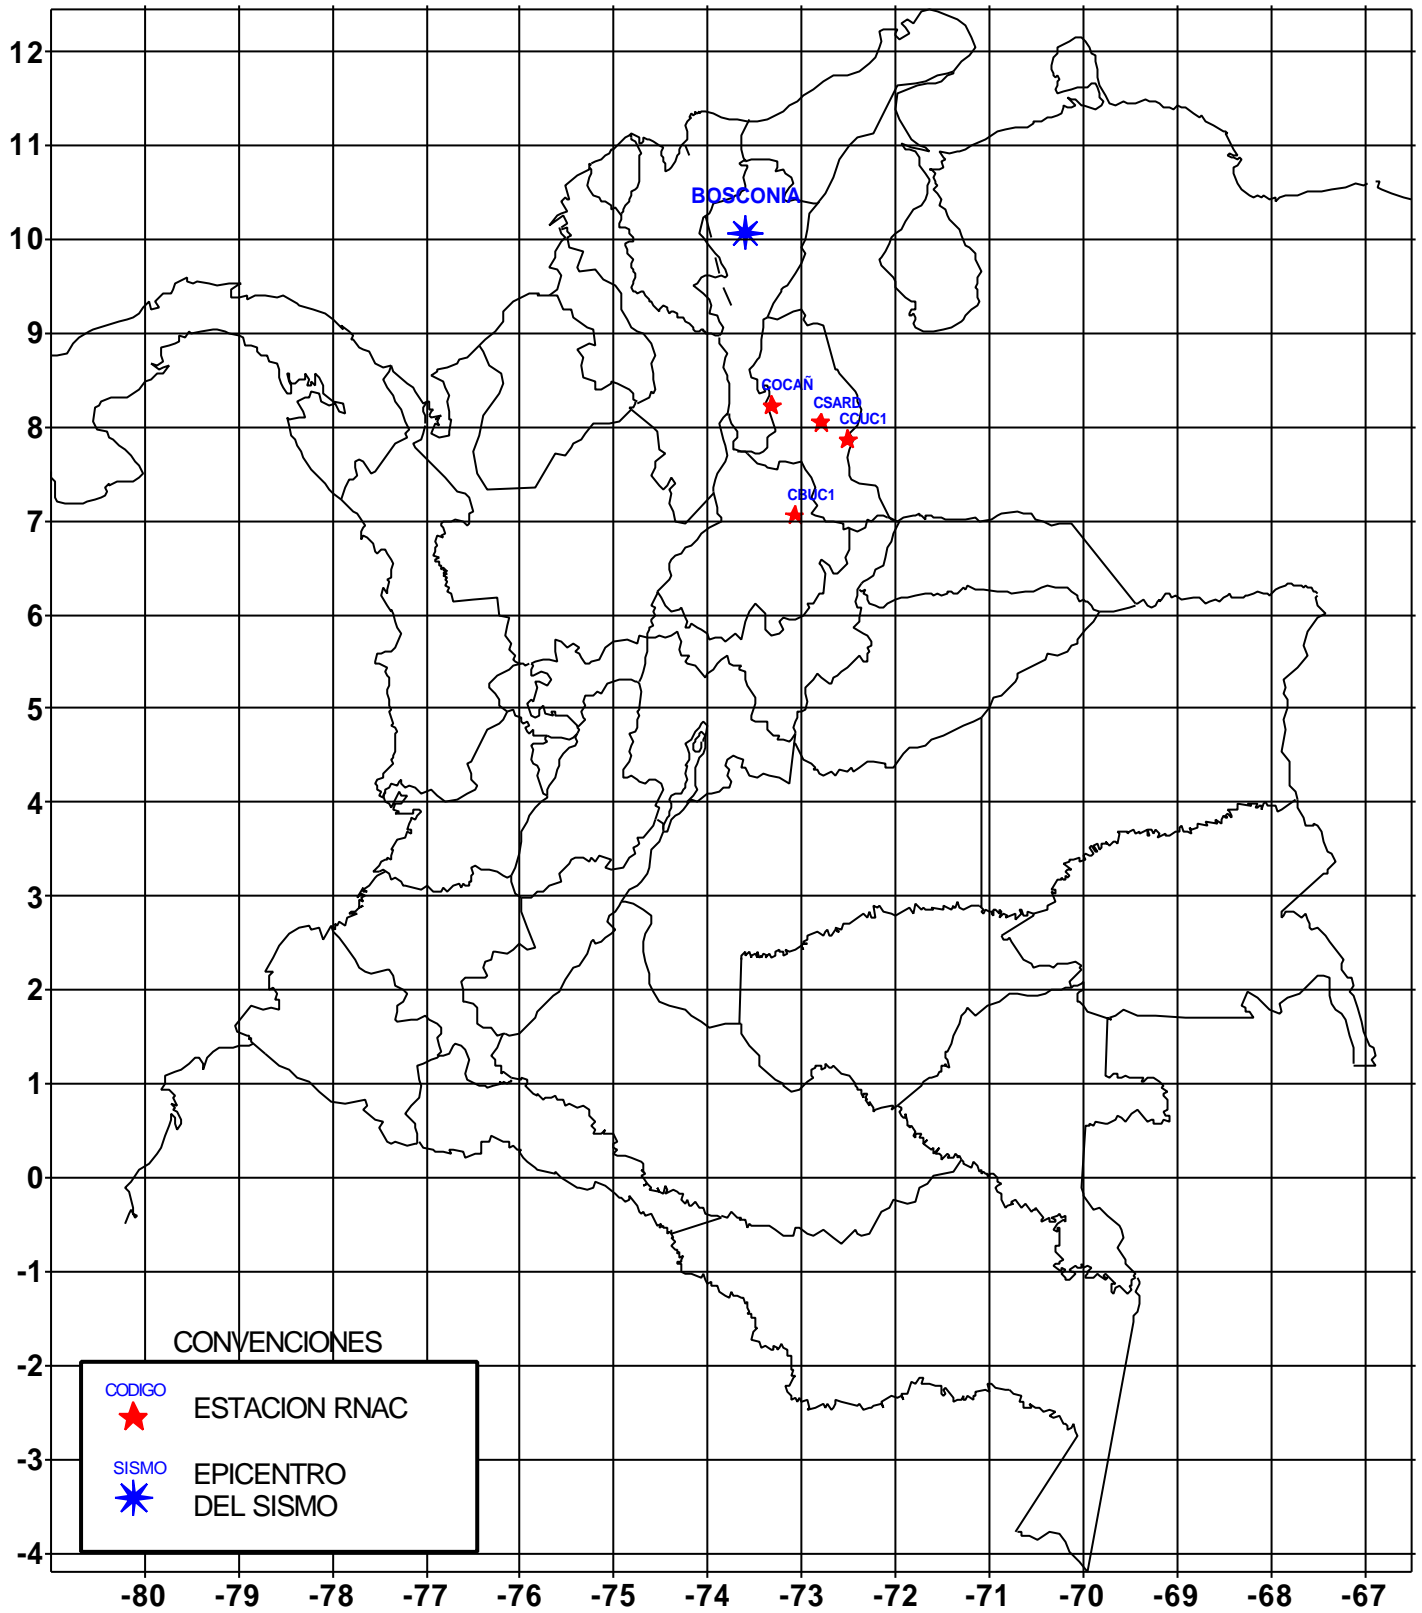 12
11
10
9
8
7
6
5
4
3
2
1
0
-1
-2
-3
-4
BOSCONIA
COCAÑ
CSARD
CCUC1
CBUC1
CONVENCIONES
CODIGO
ESTACION RNAC
SISMO
EPICENTRO
DEL SISMO
-80 -79 -78 -77 -76 -75 -74 -73 -72 -71 -70 -69 -68 -67